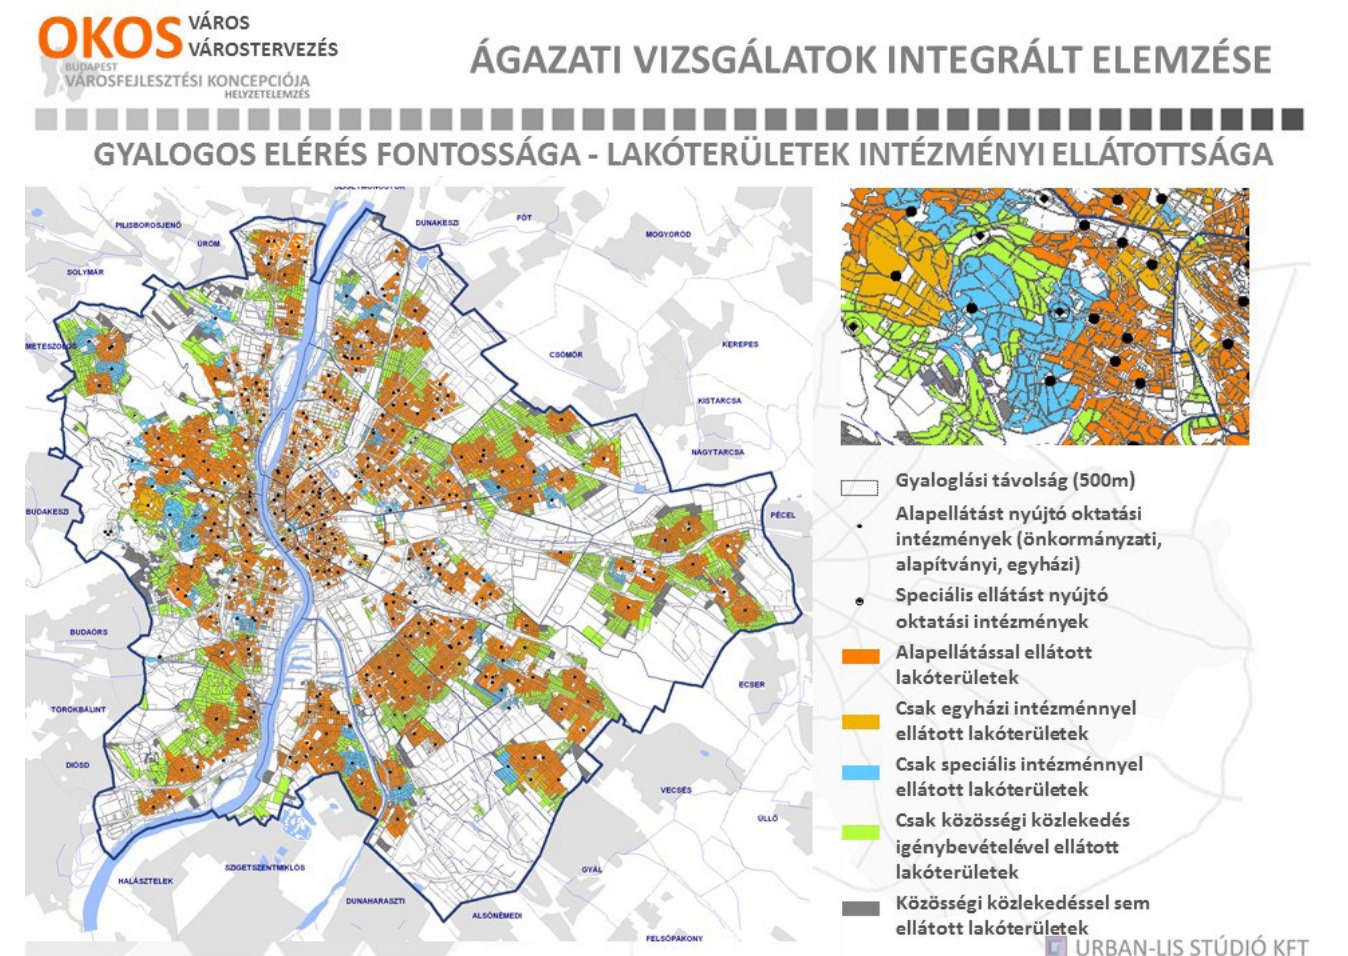 OKOS VÁROS
VÁROSTERVEZÉS
BUDAPEST
VÁROSFEJLESZTÉSI KONCEPCIÓJA
HELYZETELEMZÉS
ÁGAZATI VIZSGÁLATOK INTEGRÁLT ELEMZÉSE
GYALOGOS ELÉRÉS FONTOSSÁGA - LAKÓTERÜLETEK INTÉZMÉNYI ELLÁTOTTSÁGA
PILISBOROSJENŐ
ÜRÖM
SOLYMÁR
DUNAKESZI
FÓT
MOGYORÓD
CSÖMÖR
KEREPES
KISTARCSA
NAGYTARCSA
PÉCEL
BUDAKESZI
BUDAÖRS
TÖRÖKBÁLINT
DIÓSD
ECSER
VECSÉS
ÜLLŐ
GYÁL
HALÁSZTELEK
SZIGETSZENTMIKLÓS
DUNAHARASZTI
ALSÓNÉMEDI
FELSŐPAKONY
Gyaloglási távolság (500m)
Alapellátást nyújtó oktatási
intézmények (önkormányzati,
alapítványi, egyházi)
Speciális ellátást nyújtó
oktatási intézmények
Alapellátással ellátott
lakóterületek
Csak egyházi intézménnyel
ellátott lakóterületek
Csak speciális intézménnyel
ellátott lakóterületek
Csak közösségi közlekedés
igénybevételével ellátott
lakóterületek
Közösségi közlekedéssel sem
ellátott lakóterületek
URBAN-LIS STÚDIÓ KFT